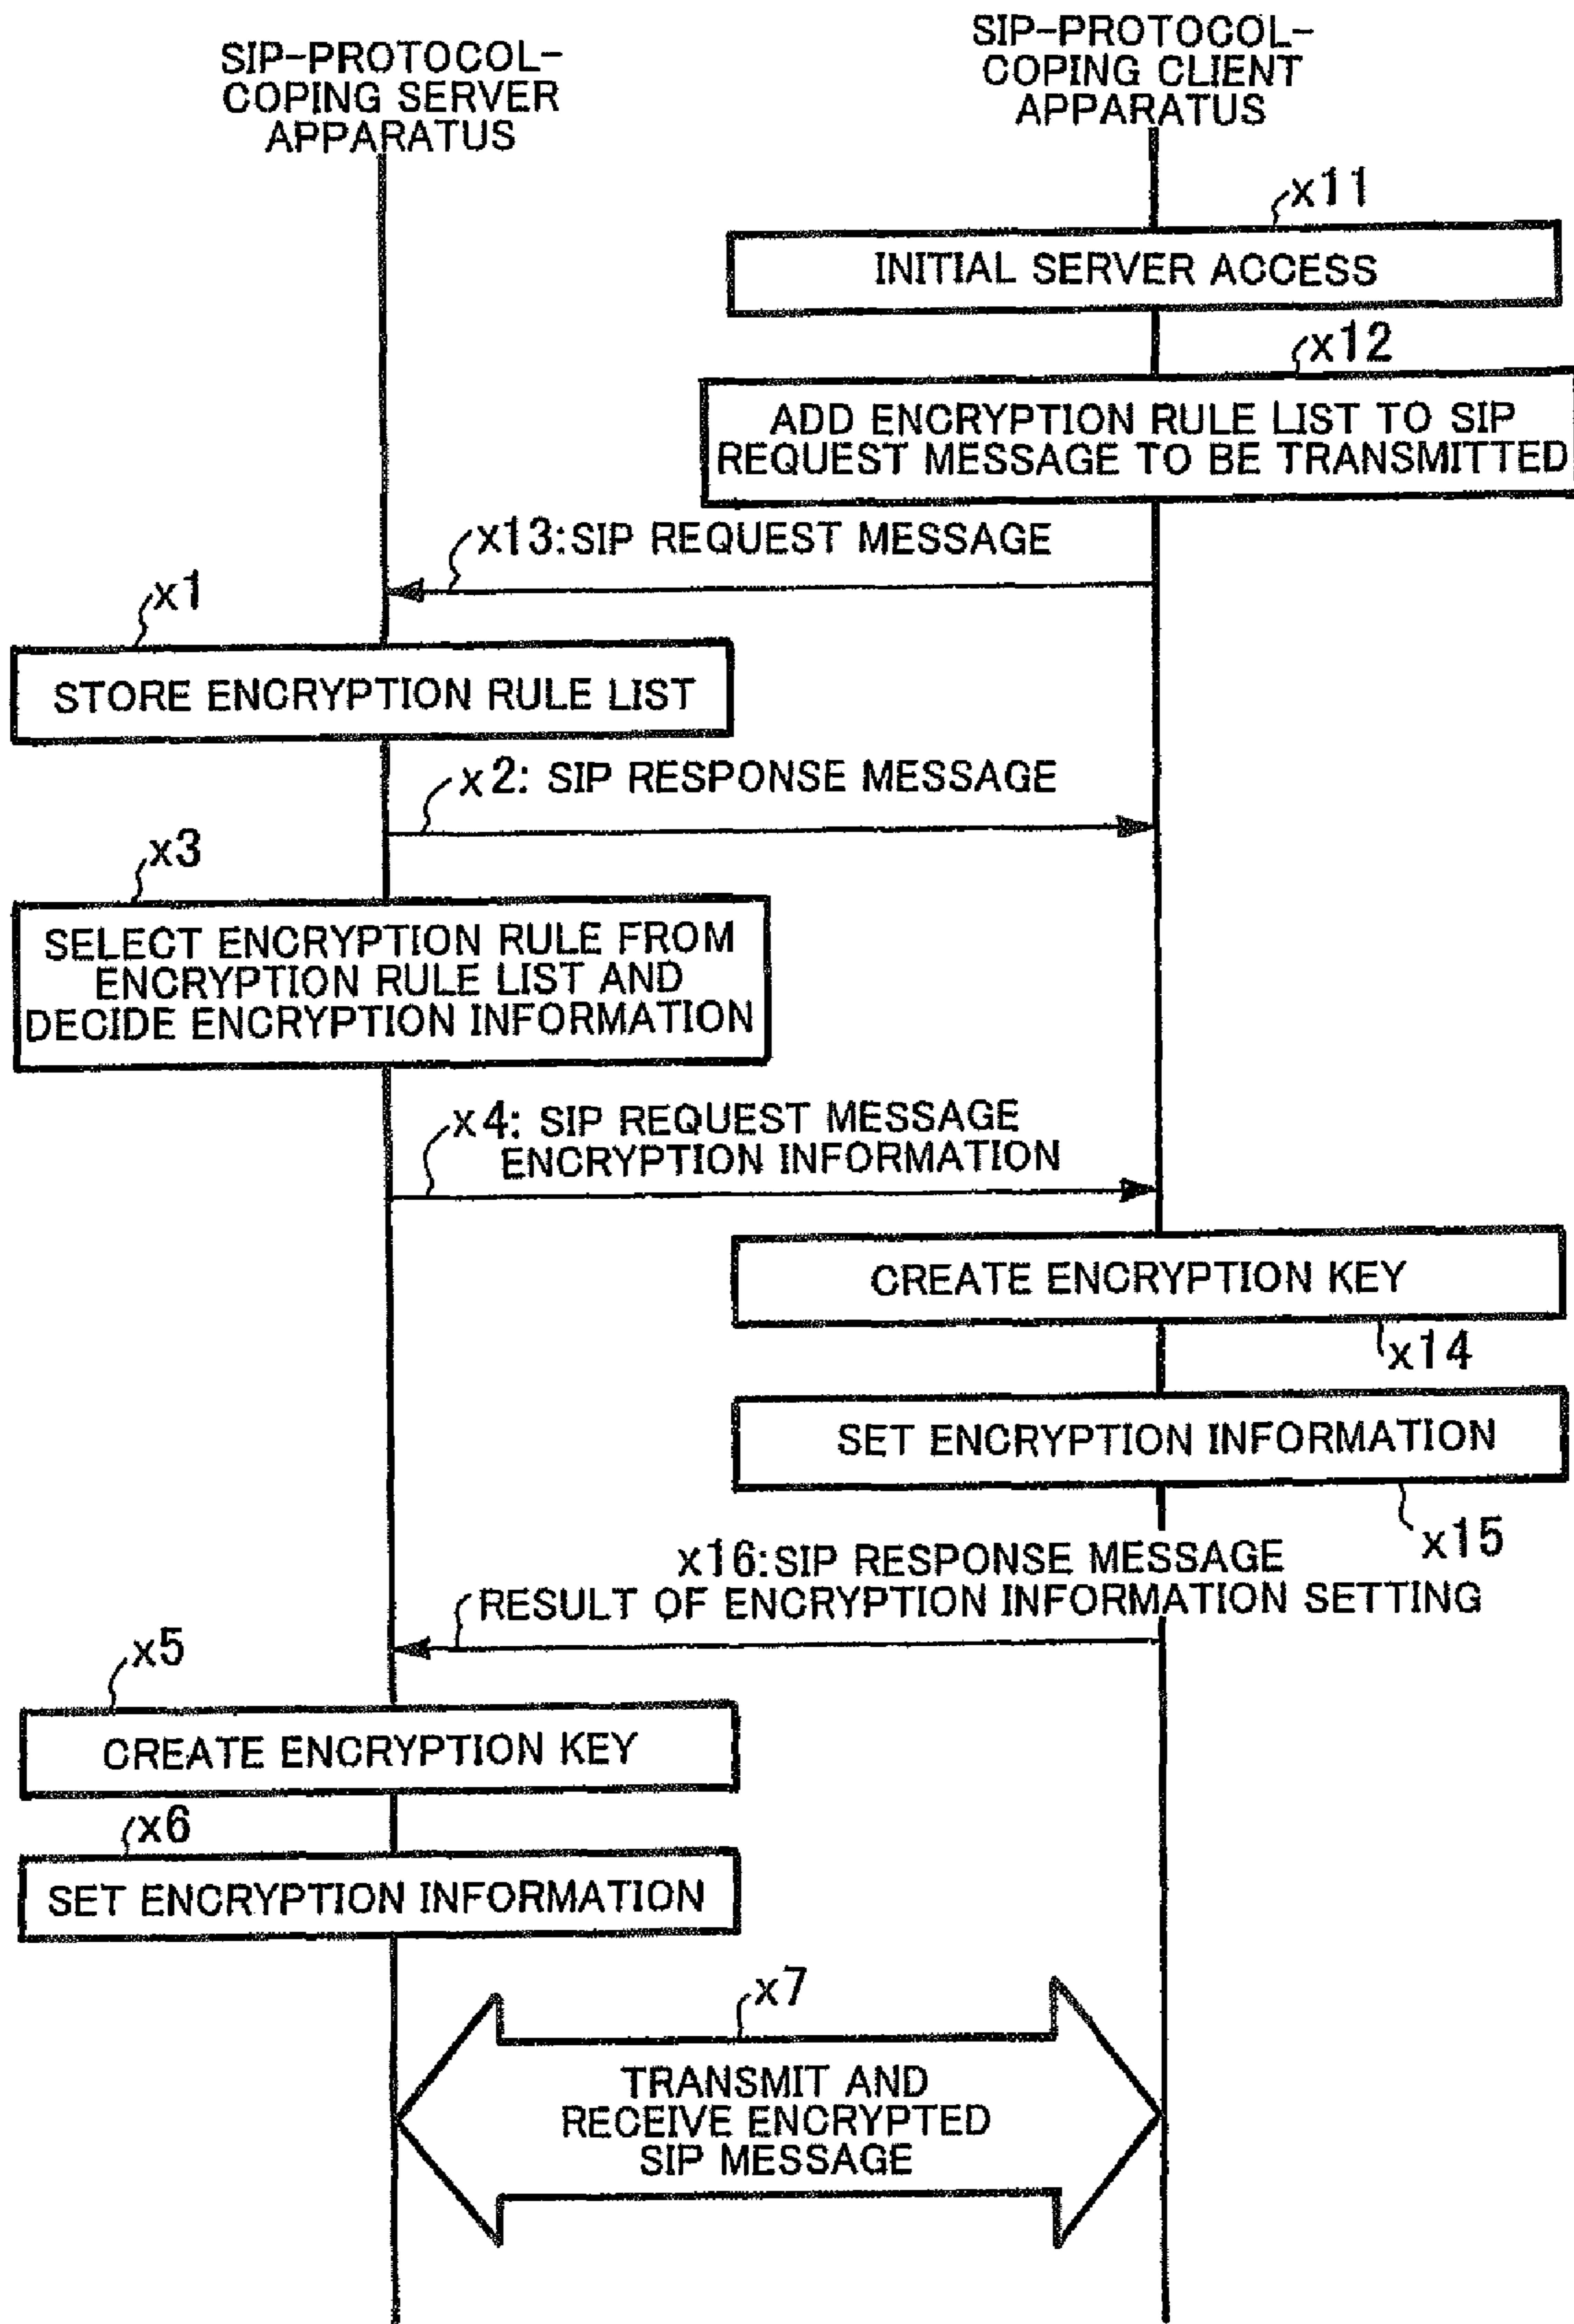 SIP-PROTOCOL-
COPING SERVER
APPARATUS
SIP-PROTOCOL-
COPING CLIENT
APPARATUS
x11
INITIAL SERVER ACCESS
x12
ADD ENCRYPTION RULE LIST TO SIP
REQUEST MESSAGE TO BE TRANSMITTED
x13:SIP REQUEST MESSAGE
x1
STORE ENCRYPTION RULE LIST
x2: SIP RESPONSE MESSAGE
x3
SELECT ENCRYPTION RULE FROM
ENCRYPTION RULE LIST AND
DECIDE ENCRYPTION INFORMATION
x4: SIP REQUEST MESSAGE
ENCRYPTION INFORMATION
CREATE ENCRYPTION KEY
x14
SET ENCRYPTION INFORMATION
x15
x16:SIP RESPONSE MESSAGE
RESULT OF ENCRYPTION INFORMATION SETTING
x5
CREATE ENCRYPTION KEY
x6
SET ENCRYPTION INFORMATION
x7
TRANSMIT AND
RECEIVE ENCRYPTED
SIP MESSAGE